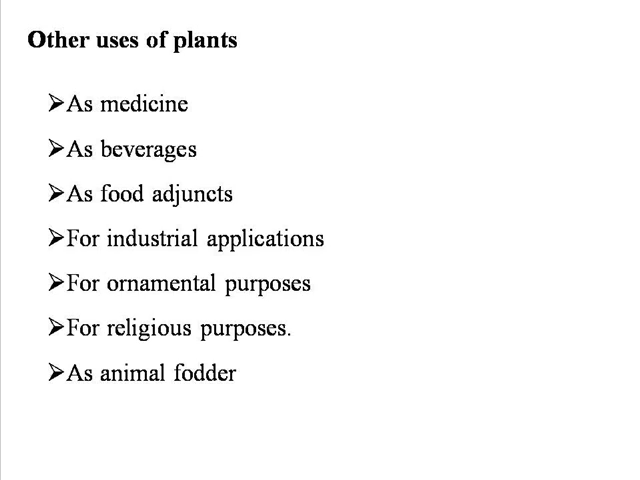 Other uses of plants
➢As medicine
➢As beverages
➢As food adjuncts
➢For industrial applications
➢For ornamental purposes
➢For religious purposes.
➢As animal fodder